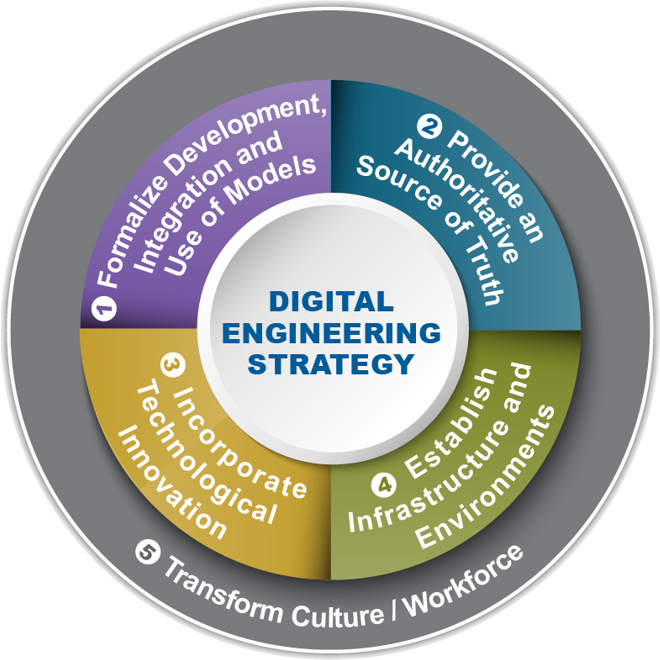 DIGITAL
ENGINEERING
STRATEGY
1 Formalize Development,
Integration and
Use of Models
2 Provide an
Authoritative
Source of Truth
3 Incorporate
Technological
Innovation
4 Establish
Infrastructure and
Environments
5 Transform Culture / Workforce